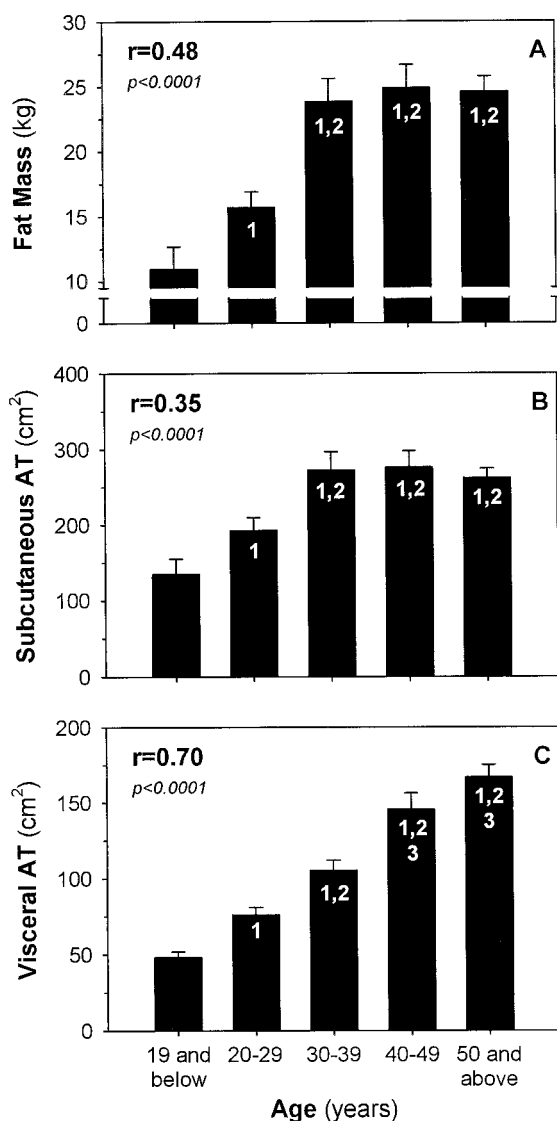 r=0.48
A
p<0.0001
Fat Mass (kg)
30
25
20
15
10
0
1
1,2
1,2
1,2
r=0.35
B
p<0.0001
Subcutaneous AT (cm²)
400
300
200
100
0
1
1,2
1,2
1,2
r=0.70
C
p<0.0001
Visceral AT (cm²)
200
150
100
50
0
1
1,2
1,2
3
1,2
3
19 and
below
20-29
30-39
40-49
50 and
above
Age (years)